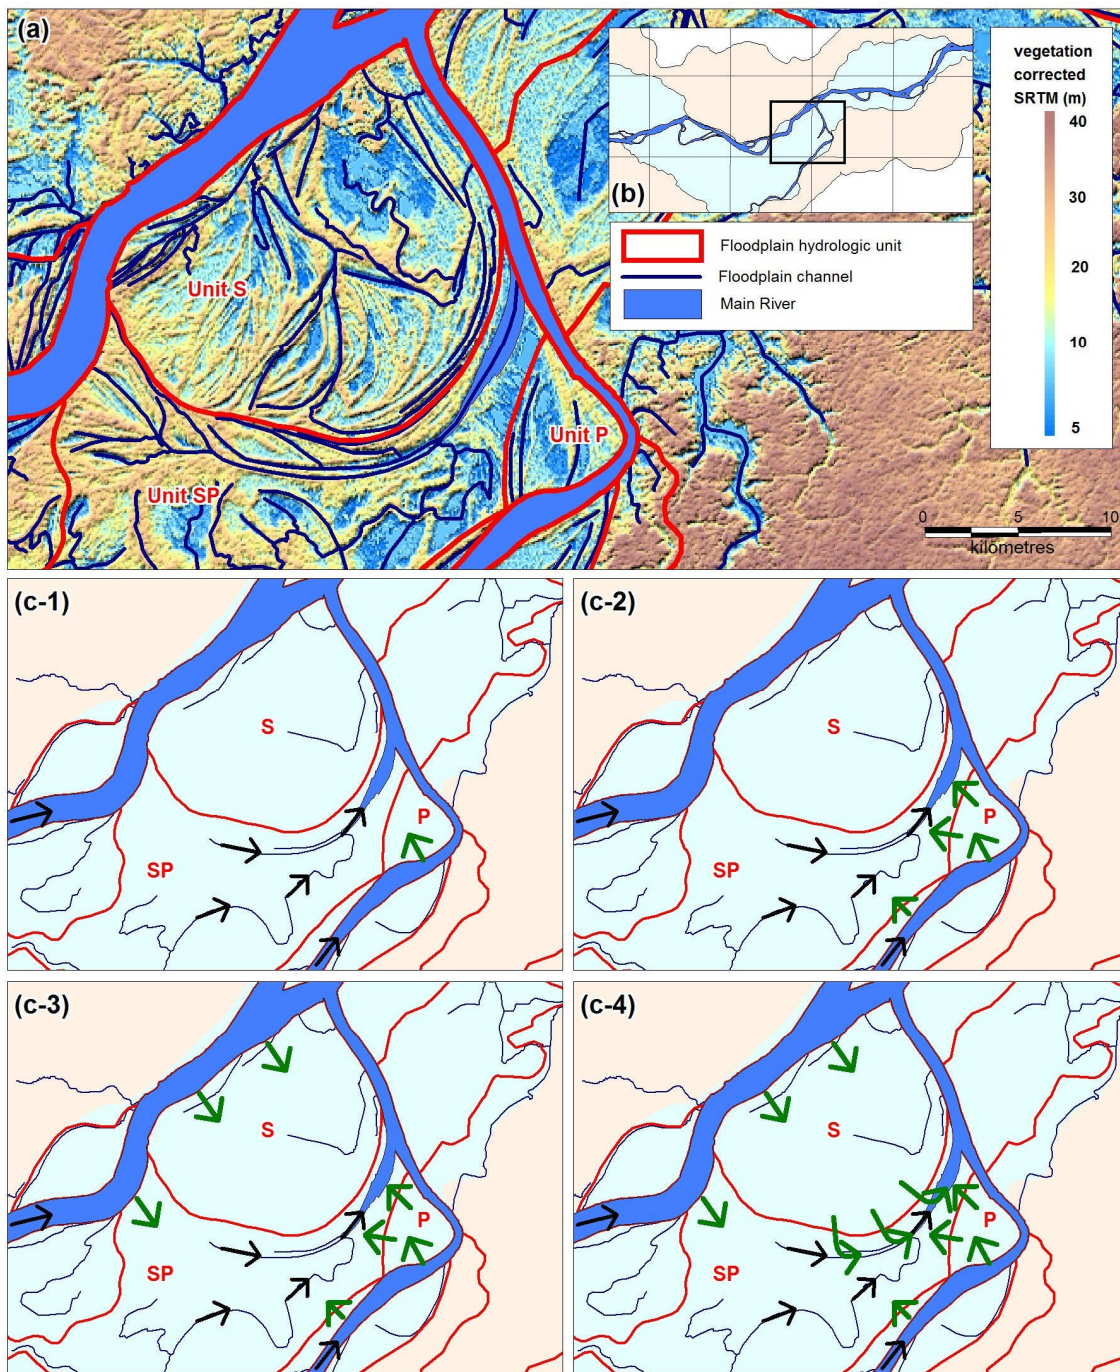 (a)
Unit S
Unit SP
Unit P
(b)
Floodplain hydrologic unit
Floodplain channel
Main River
vegetation
corrected
SRTM (m)
40
30
20
10
5
0 5 10
kilometres
(c-1)
S
P
SP
(c-2)
S
P
SP
(c-3)
S
P
SP
(c-4)
S
P
SP